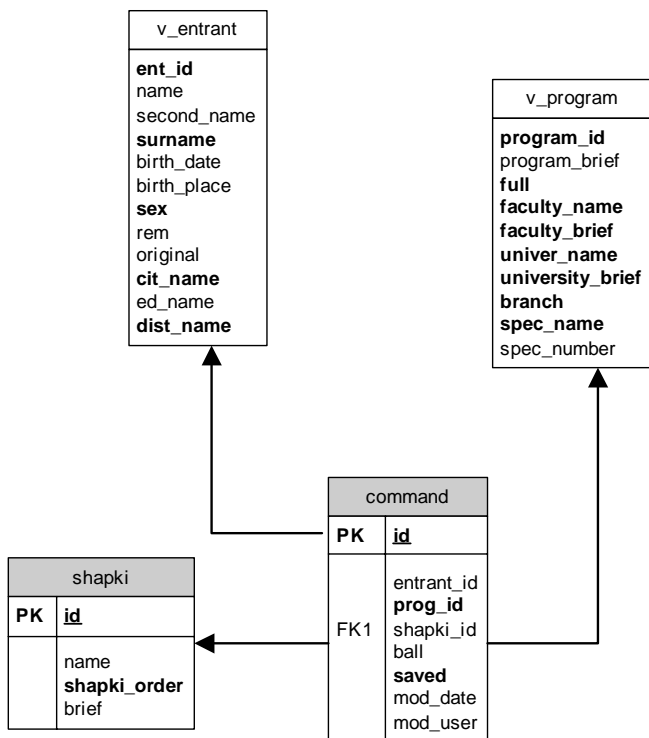 v_entrant
ent_id
name
second_name
surname
birth_date
birth_place
sex
rem
original
cit_name
ed_name
dist_name
v_program
program_id
program_brief
full
faculty_name
faculty_brief
univer_name
university_brief
branch
spec_name
spec_number
command
PK id
entrant_id
prog_id
FK1 shapki_id
ball
saved
mod_date
mod_user
shapki
PK id
name
shapki_order
brief